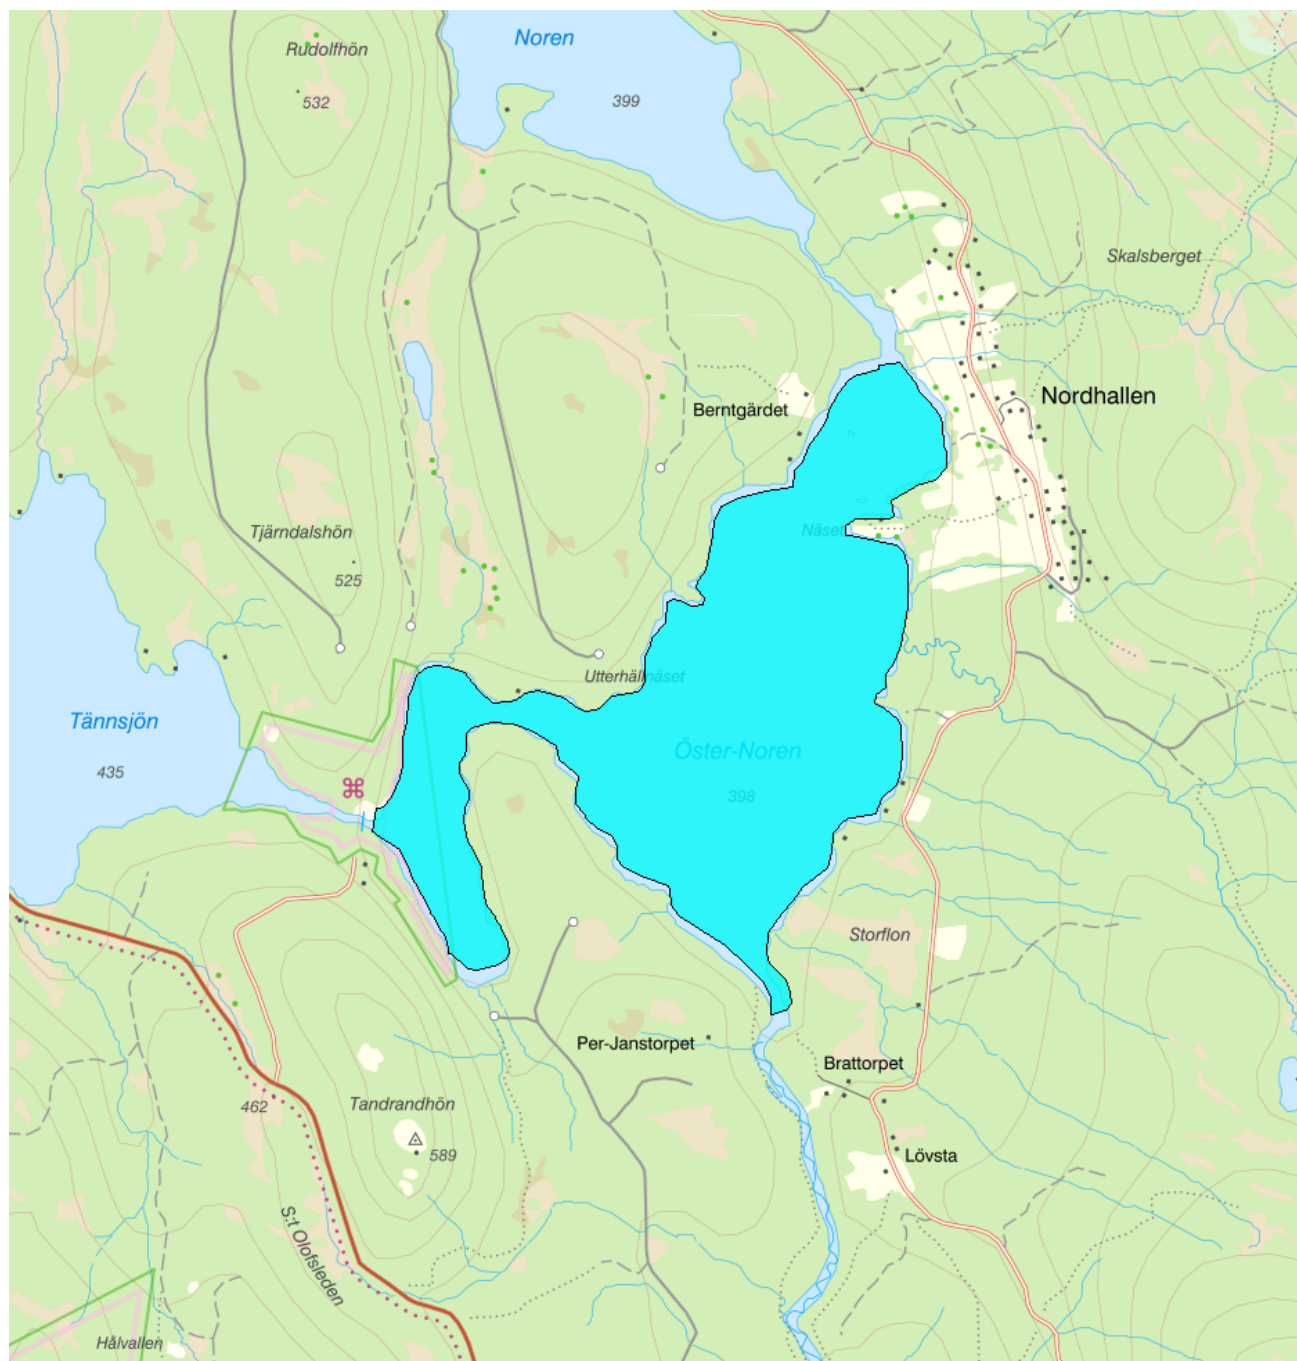 Noren
Rudolfhön
532
399
Skalsberget
Nordhallen
Berntgärdet
Näset
Tjärndalshön
525
Utterhällnäset
Tännsjön
435
Öster-Noren
398
Storflon
Per-Janstorpet
Brattorpet
Tandrandhön
462
589
Lövsta
S:t Olofsleden
Hålvallen